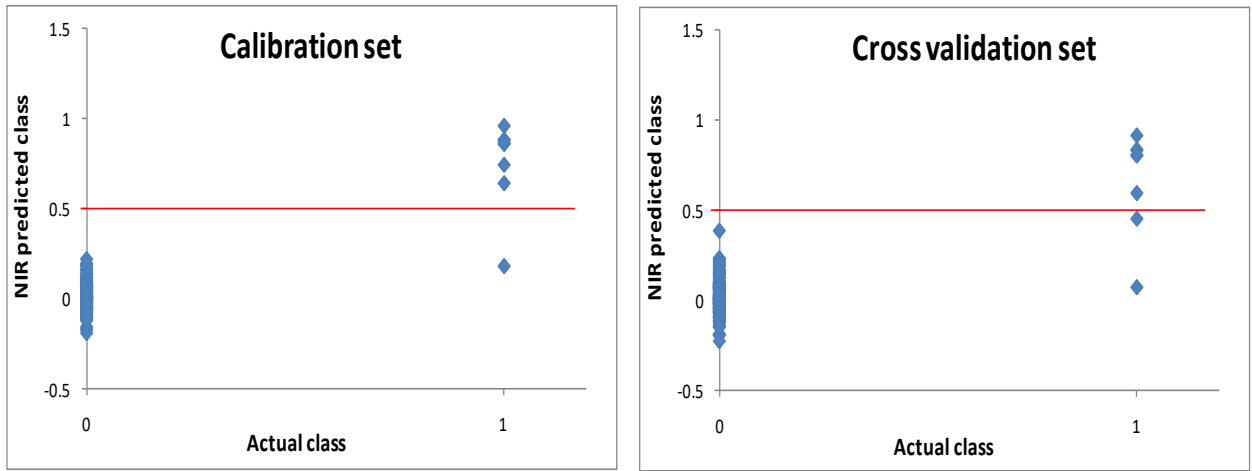 Calibration set
1.5
1
0.5
0
-0.5
NIR predicted class
0
1
Actual class
Cross validation set
1.5
1
0.5
0
-0.5
NIR predicted class
0
1
Actual class